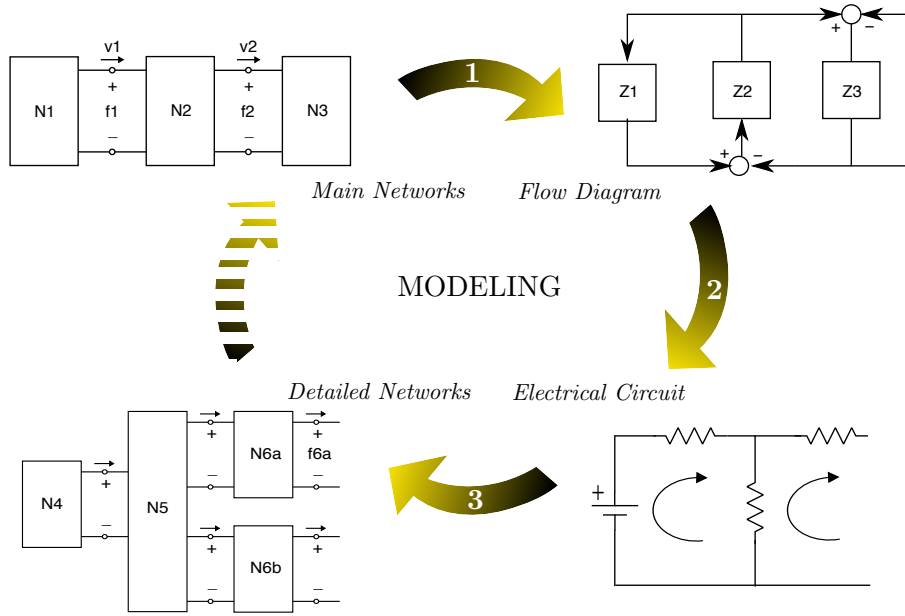 v1 v2
N1 + f1 − N2 + f2 − N3
1
+ −
Z1 Z2 Z3
+ −
Main Networks Flow Diagram
MODELING
2
Detailed Networks Electrical Circuit
N4 + − N5
+ − N6a + f6a −
+ − N6b + −
3
+